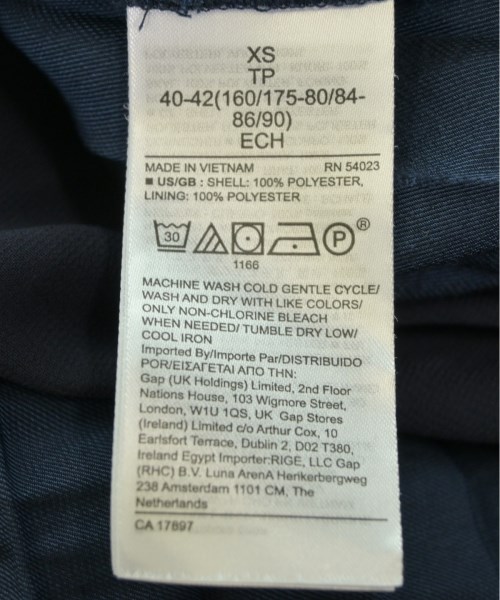 XS
TP
40-42(160/175-80/84-
86/90)
ECH
MADE IN VIETNAM RN 54023
■ US/GB : SHELL: 100% POLYESTER,
LINING: 100% POLYESTER
30 P ®
1166
MACHINE WASH COLD GENTLE CYCLE/
WASH AND DRY WITH LIKE COLORS/
ONLY NON-CHLORINE BLEACH
WHEN NEEDED/ TUMBLE DRY LOW/
COOL IRON
Imported By/Importe Par/DISTRIBUIDO
POR/ΕΙΣΑΓΕΤΑΙ ΑΠΟ ΤΗΝ:
Gap (UK Holdings) Limited, 2nd Floor
Nations House, 103 Wigmore Street,
London, W1U 1QS, UK Gap Stores
(Ireland) Limited c/o Arthur Cox, 10
Earlsfort Terrace, Dublin 2, D02 T380,
Ireland Egypt Importer:RIGE, LLC Gap
(RHC) B.V. Luna ArenA Herikerbergweg
238 Amsterdam 1101 CM, The
Netherlands
CA 17897